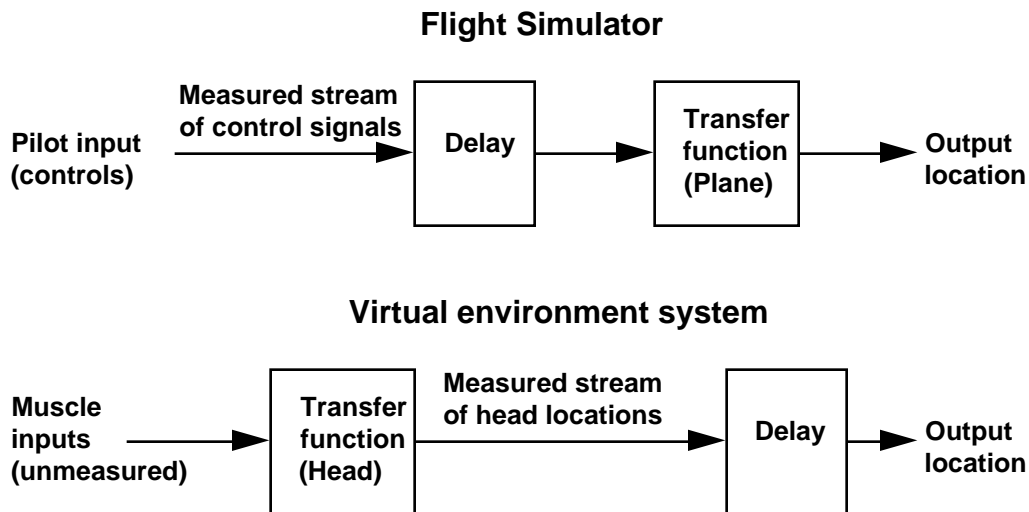 Flight Simulator
Measured stream
of control signals
Pilot input
(controls)
Delay
Transfer
function
(Plane)
Output
location
Virtual environment system
Muscle
inputs
(unmeasured)
Transfer
function
(Head)
Measured stream
of head locations
Delay
Output
location